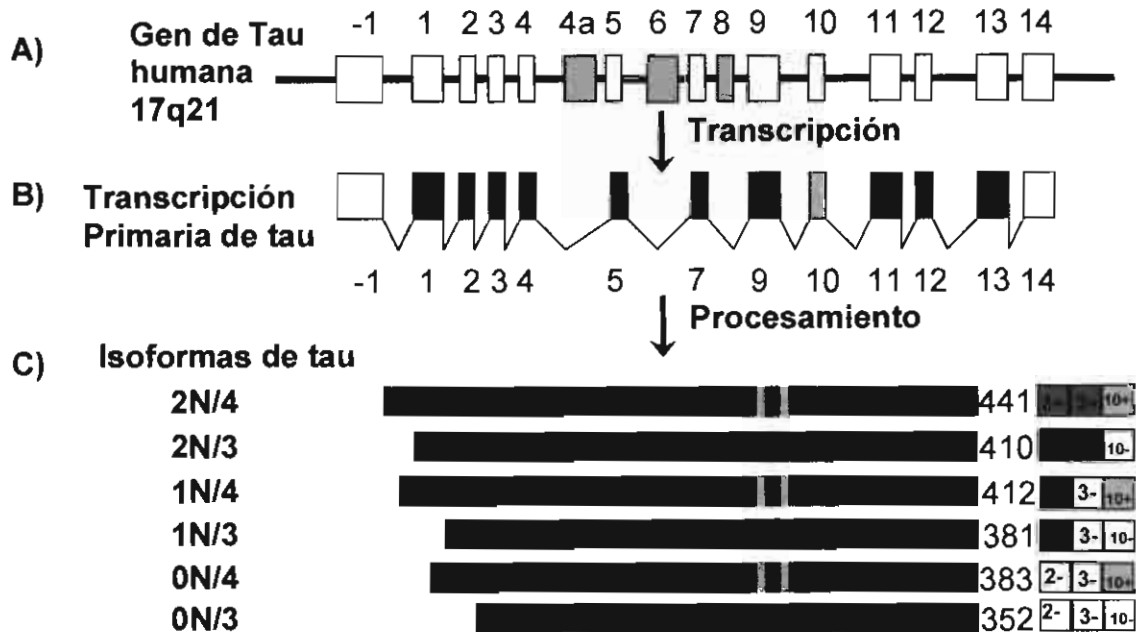 -1 1 2 3 4 4a 5 6 7 8 9 10 11 12 13 14
A) Gen de Tau
humana
17q21
Transcripción
B) Transcripción
Primaria de tau
-1 1 2 3 4 5 7 9 10 11 12 13 14
Procesamiento
C) Isoformas de tau
2N/4 441 3+ 10+
2N/3 410 10-
1N/4 412 3- 10+
1N/3 381 3- 10-
0N/4 383 2- 3- 10+
0N/3 352 2- 3- 10-